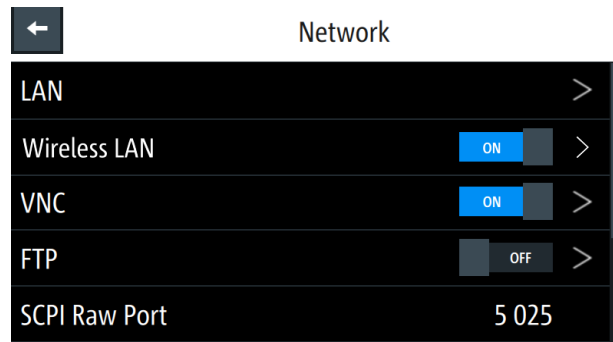 Network
LAN
Wireless LAN ON
VNC ON
FTP OFF
SCPI Raw Port 5 025